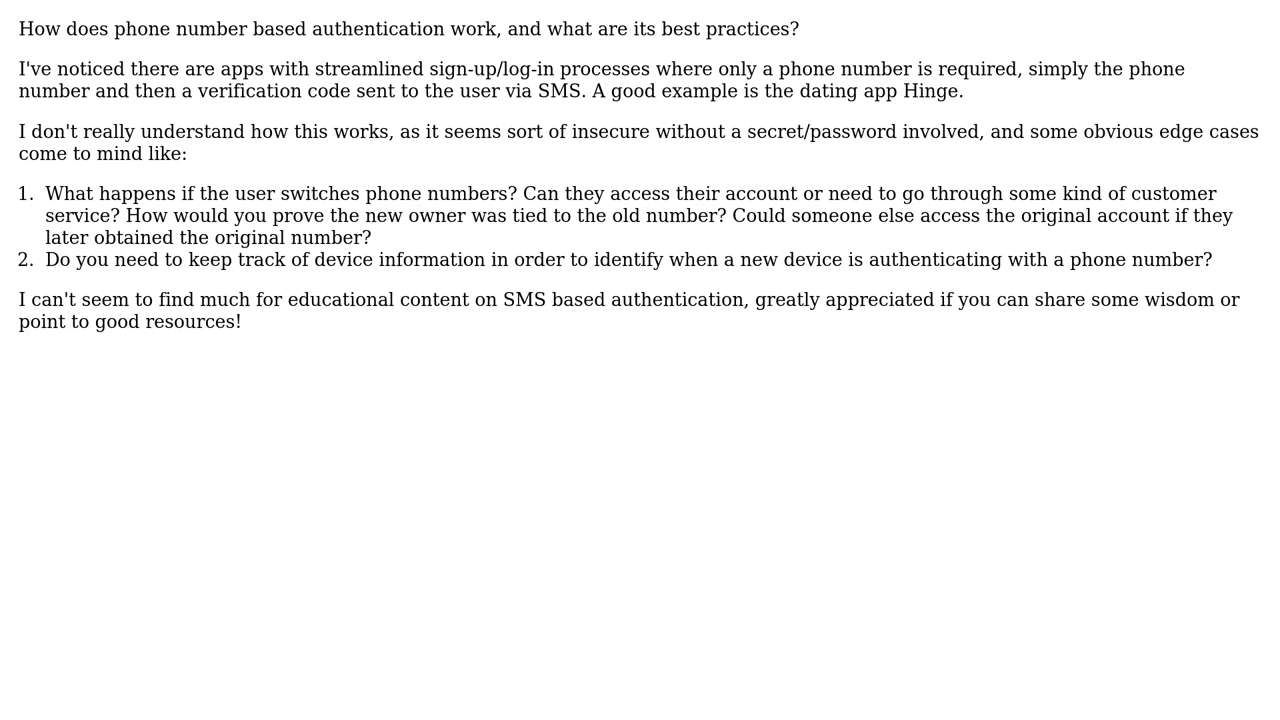 How does phone number based authentication work, and what are its best practices?
I've noticed there are apps with streamlined sign-up/log-in processes where only a phone number is required, simply the phone
number and then a verification code sent to the user via SMS. A good example is the dating app Hinge.
I don't really understand how this works, as it seems sort of insecure without a secret/password involved, and some obvious edge cases
come to mind like:
1. What happens if the user switches phone numbers? Can they access their account or need to go through some kind of customer
service? How would you prove the new owner was tied to the old number? Could someone else access the original account if they
later obtained the original number?
2. Do you need to keep track of device information in order to identify when a new device is authenticating with a phone number?
I can't seem to find much for educational content on SMS based authentication, greatly appreciated if you can share some wisdom or
point to good resources!